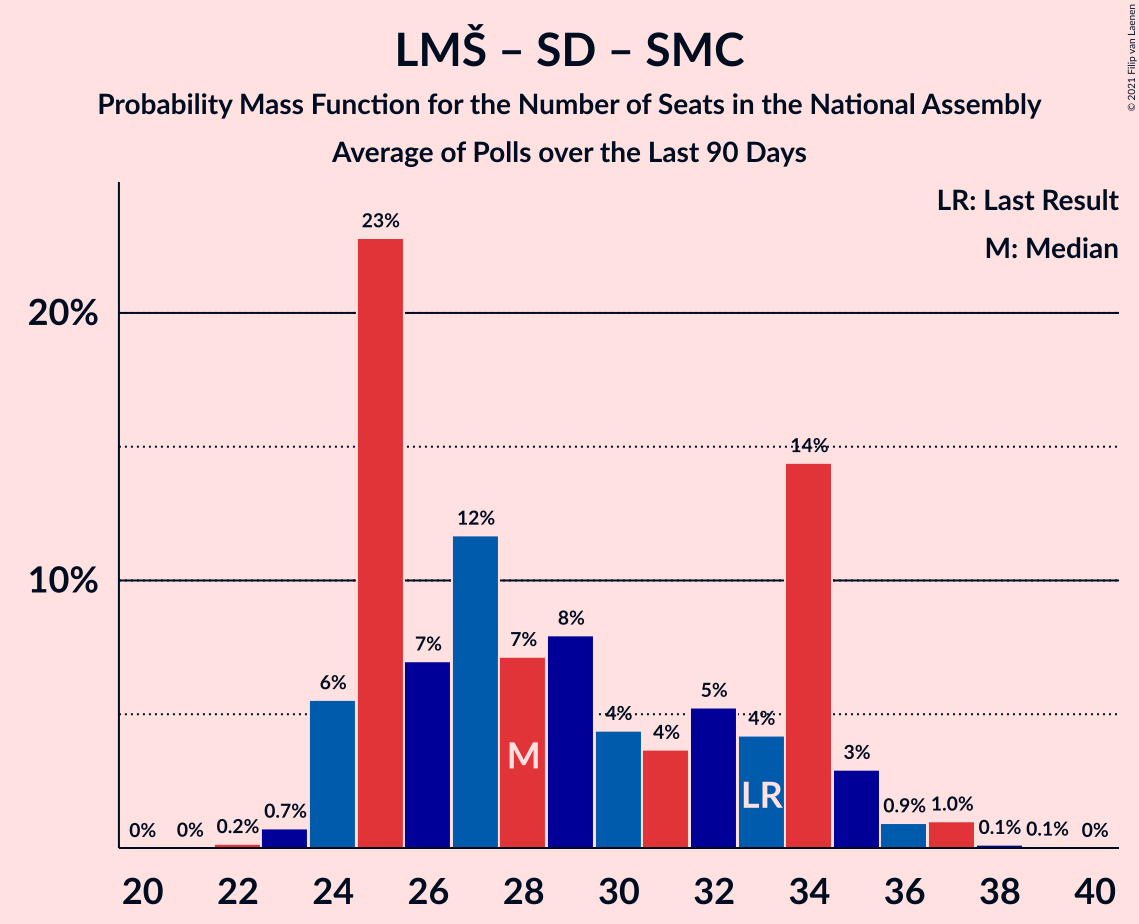 LMŠ – SD – SMC
Probability Mass Function for the Number of Seats in the National Assembly
Average of Polls over the Last 90 Days
© 2021 Filip van Laenen
LR: Last Result
M: Median
20%
10%
0%
0%
0.2%
0.7%
6%
23%
7%
12%
7%
8%
4%
4%
5%
4%
14%
3%
0.9%
1.0%
0.1%
0.1%
0%
M
LR
20 22 24 26 28 30 32 34 36 38 40